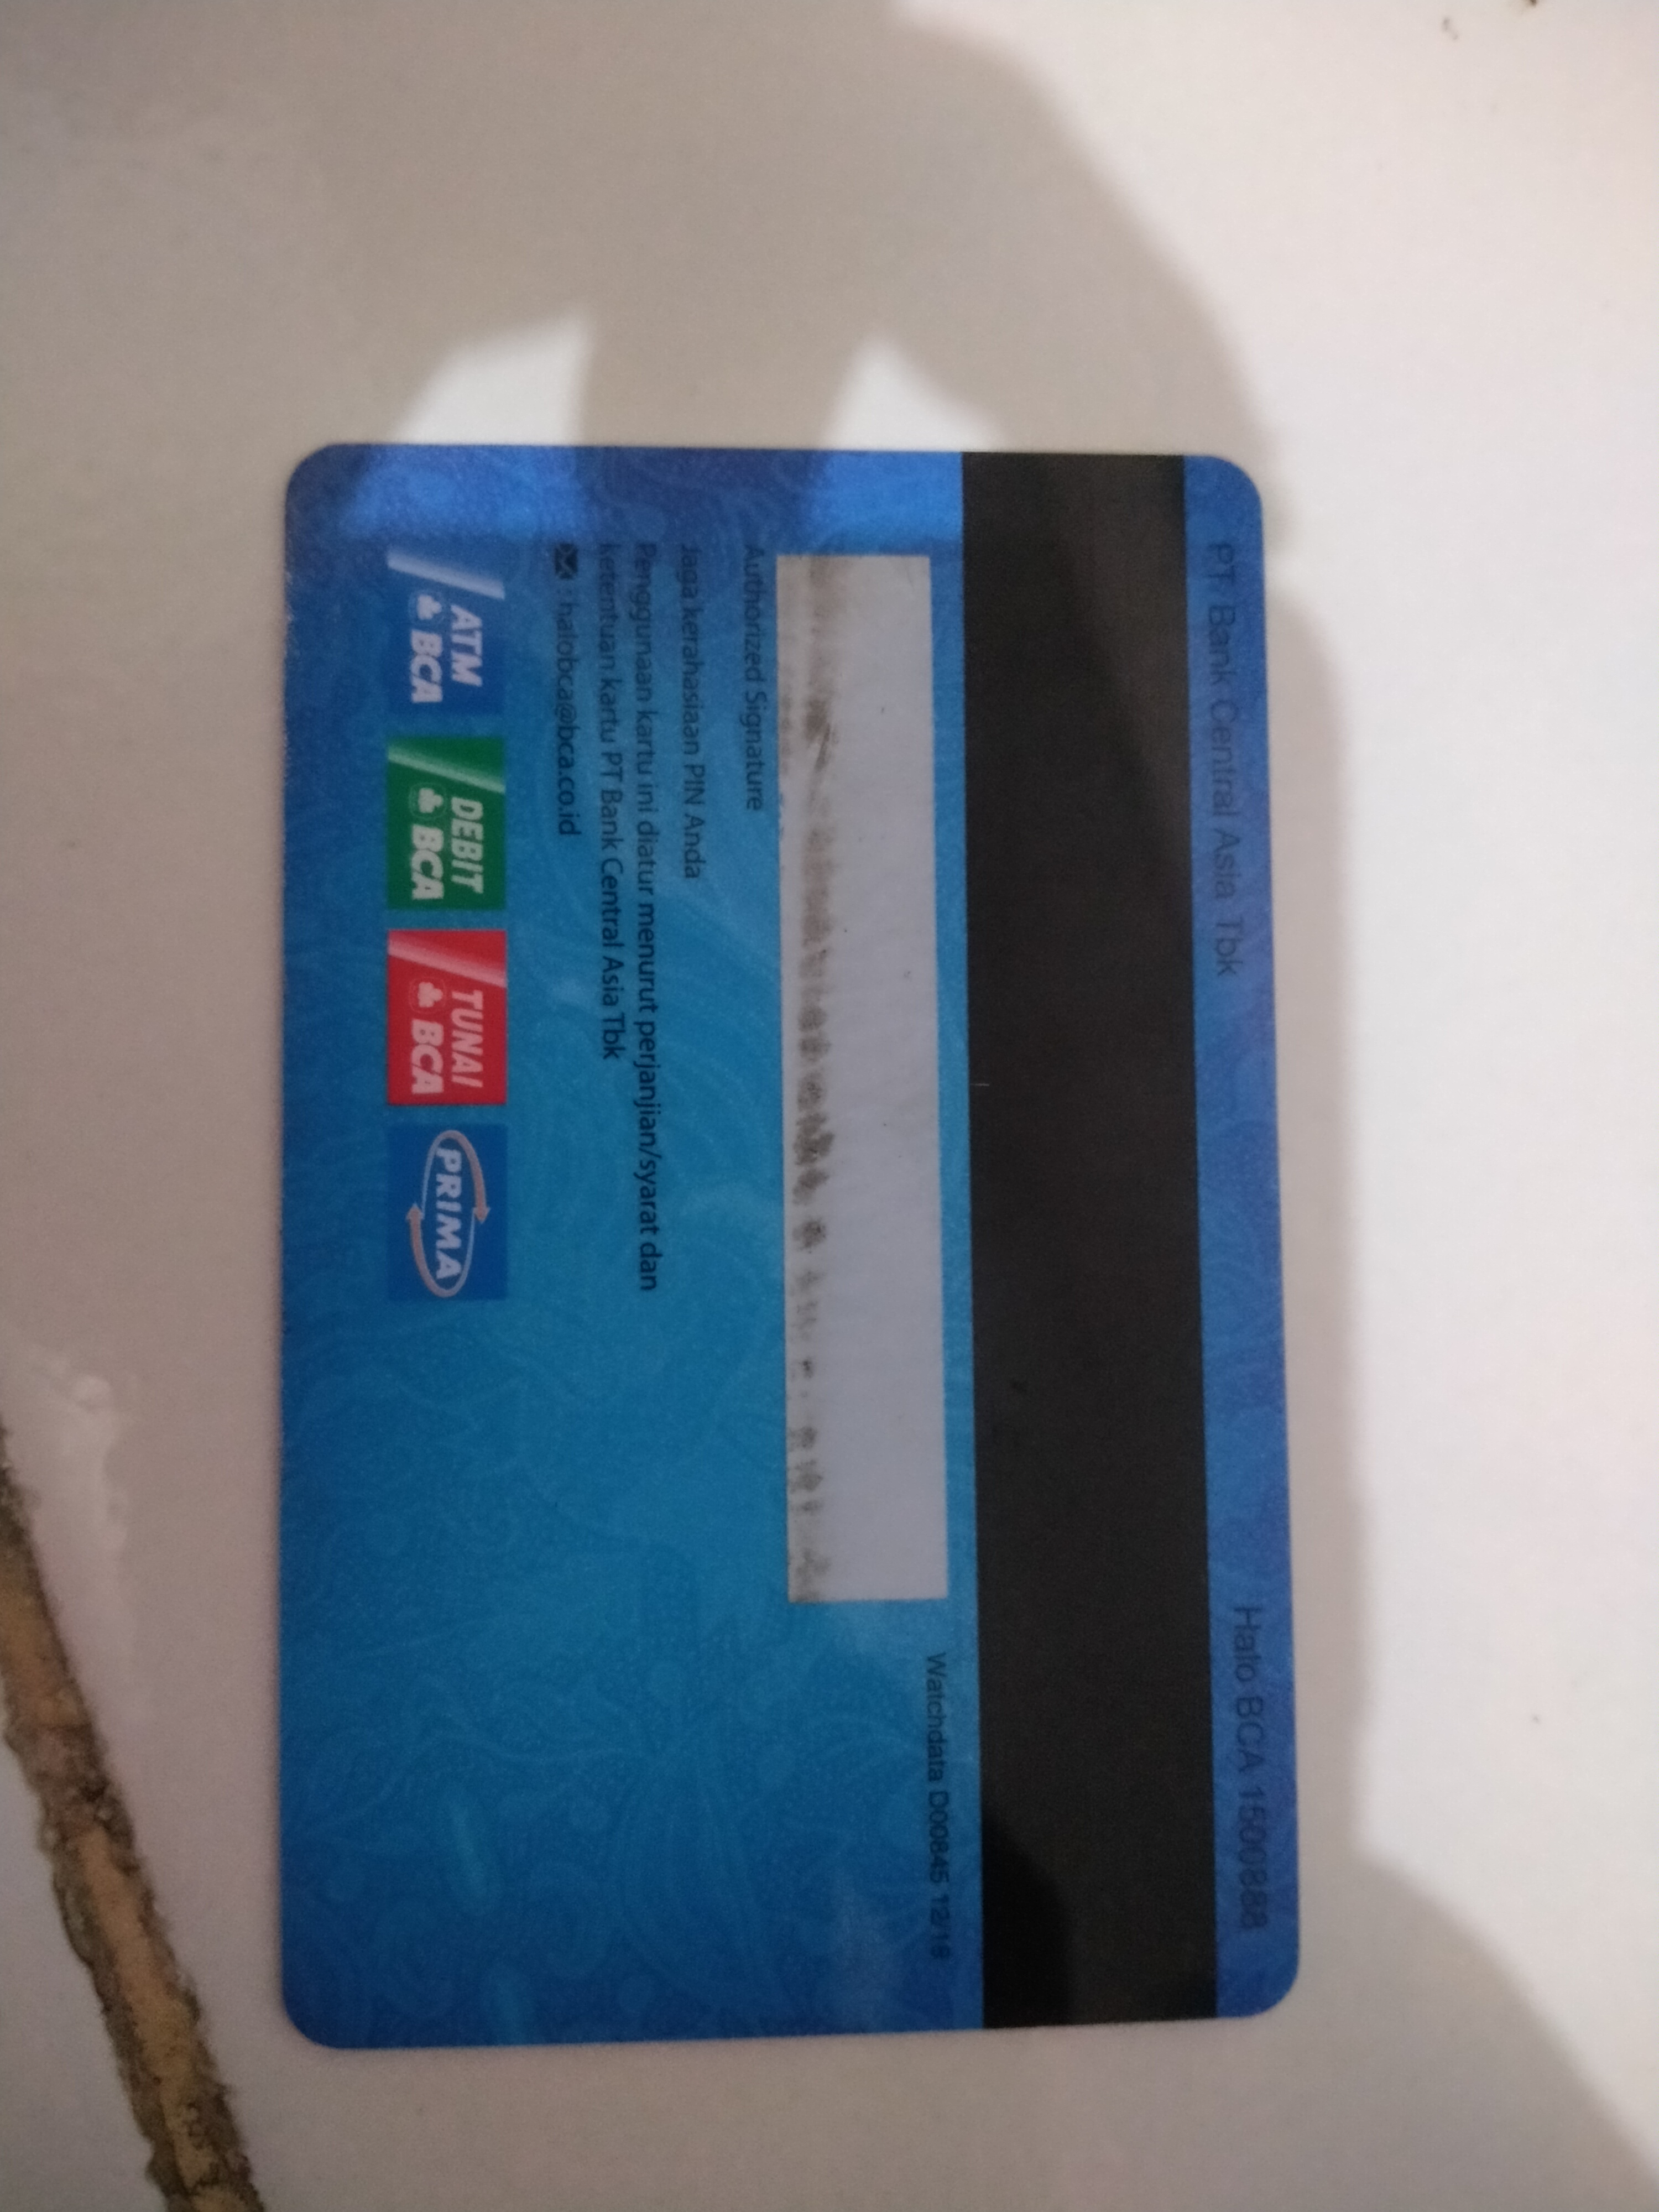 PT Bank Central Asia Tbk
Halo BCA 1500888
Watchdata D00845 12/18
Authorized Signature
Jaga kerahasiaan PIN Anda
Penggunaan kartu ini diatur menurut perjanjian/syarat dan
ketentuan kartu PT Bank Central Asia Tbk
: halobca@bca.co.id
ATM BCA
DEBIT BCA
TUNAI BCA
PRIMA